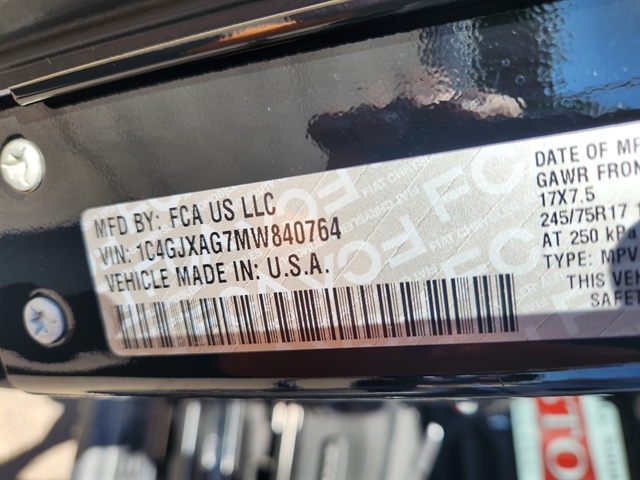 MFD BY: FCA US LLC
VIN: 1C4GJXAG7MW840764
VEHICLE MADE IN: U.S.A.
DATE OF MF
GAWR FRON
17X7.5
245/75R17
AT 250 kPa
TYPE: MPV
THIS VEH
SAFET